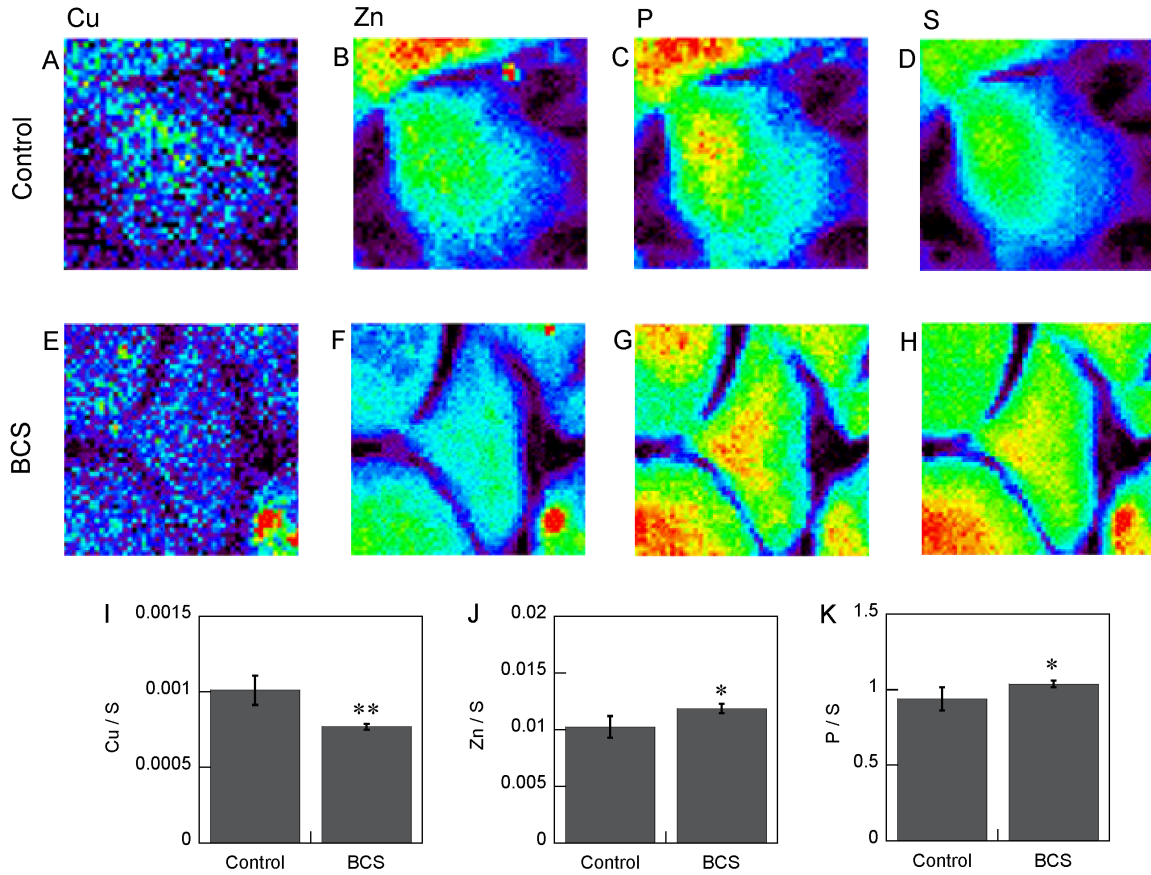 Cu Zn P S
A B C D
Control
E F G H
BCS
I
0.0015
0.001
0.0005
0
Cu / S
**
Control BCS
J
0.02
0.015
0.01
0.005
0
Zn / S
*
Control BCS
K
1.5
1
0.5
0
P / S
*
Control BCS